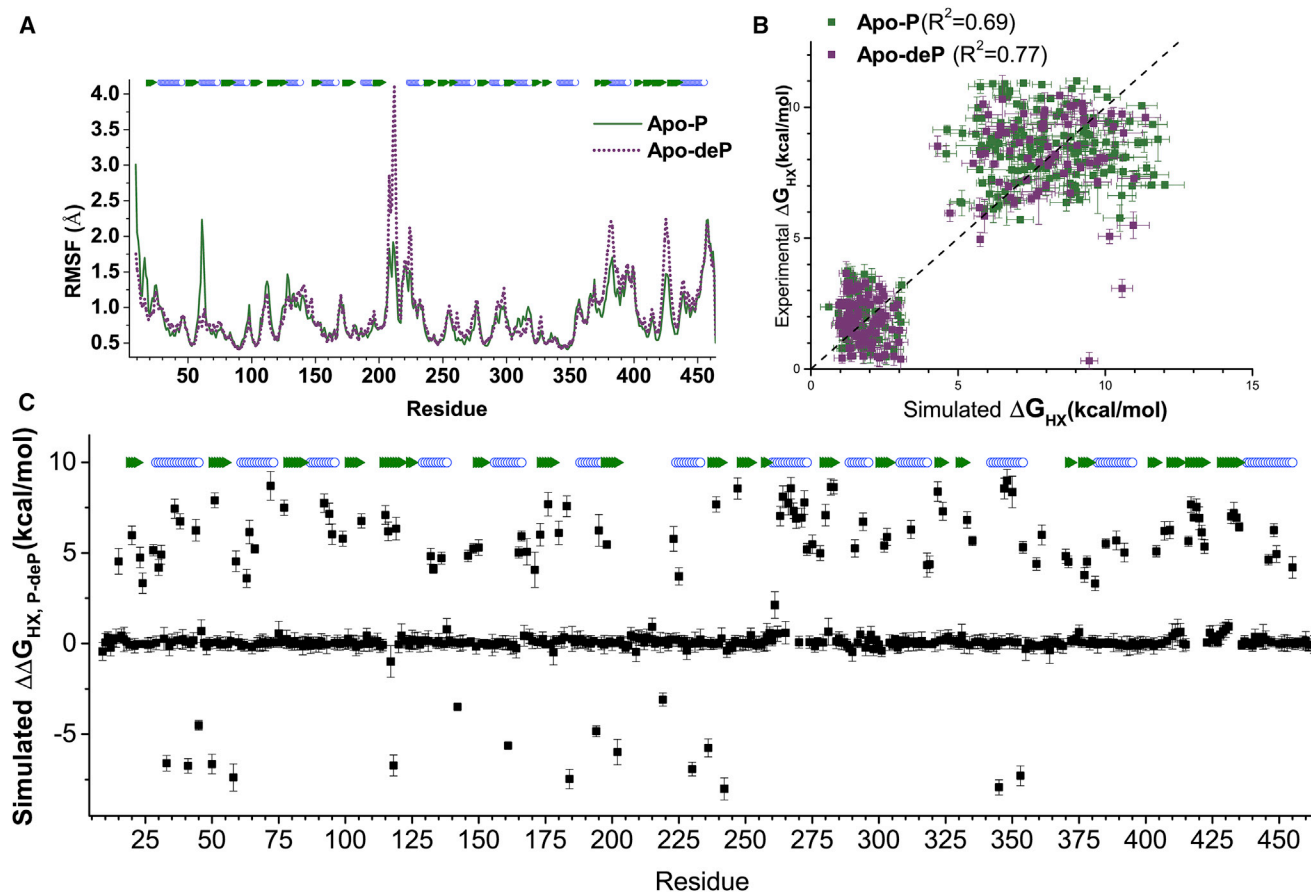 A
RMSF (Å)
4.0
3.5
3.0
2.5
2.0
1.5
1.0
0.5
Apo-P
Apo-deP
50 100 150 200 250 300 350 400 450
Residue
B
Apo-P(R²=0.69)
Apo-deP (R²=0.77)
Experimental ΔG_HX(kcal/mol)
10
5
0
0 5 10 15
Simulated ΔG_HX(kcal/mol)
C
Simulated ΔΔG_HX, P-deP(kcal/mol)
10
5
0
-5
25 50 75 100 125 150 175 200 225 250 275 300 325 350 375 400 425 450
Residue